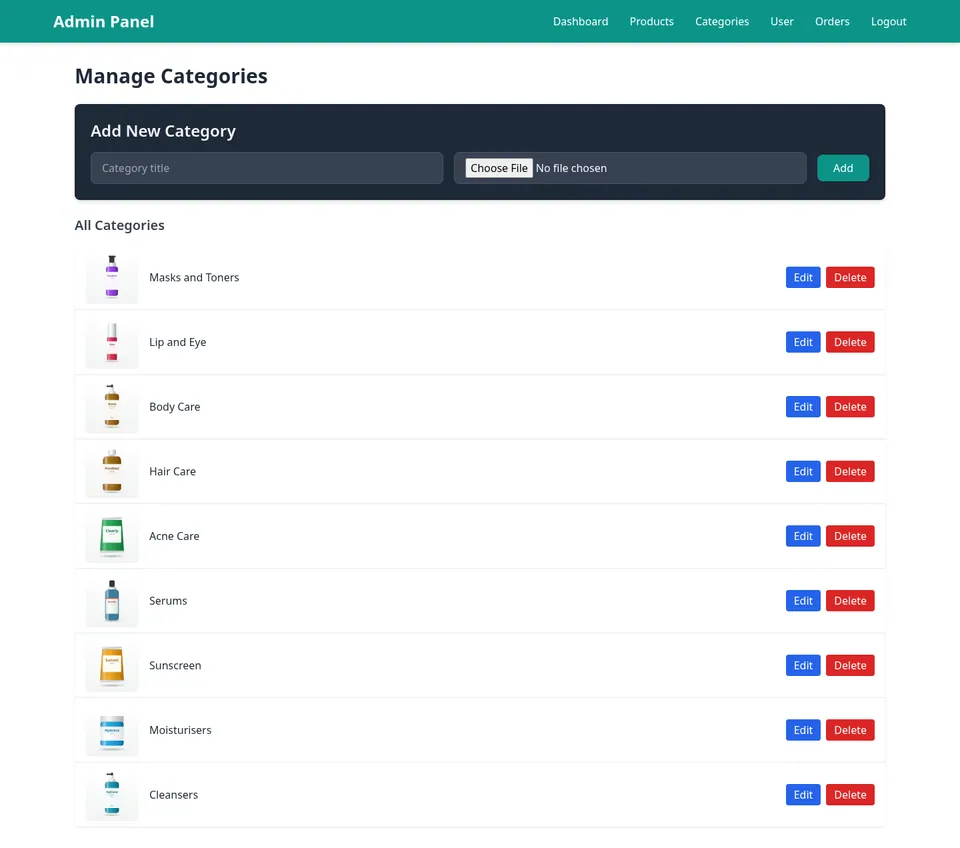 Admin Panel Dashboard Products Categories User Orders Logout
Manage Categories
Add New Category
Category title Choose File No file chosen Add
All Categories
Masks and Toners Edit Delete
Lip and Eye Edit Delete
Body Care Edit Delete
Hair Care Edit Delete
Acne Care Edit Delete
Serums Edit Delete
Sunscreen Edit Delete
Moisturisers Edit Delete
Cleansers Edit Delete